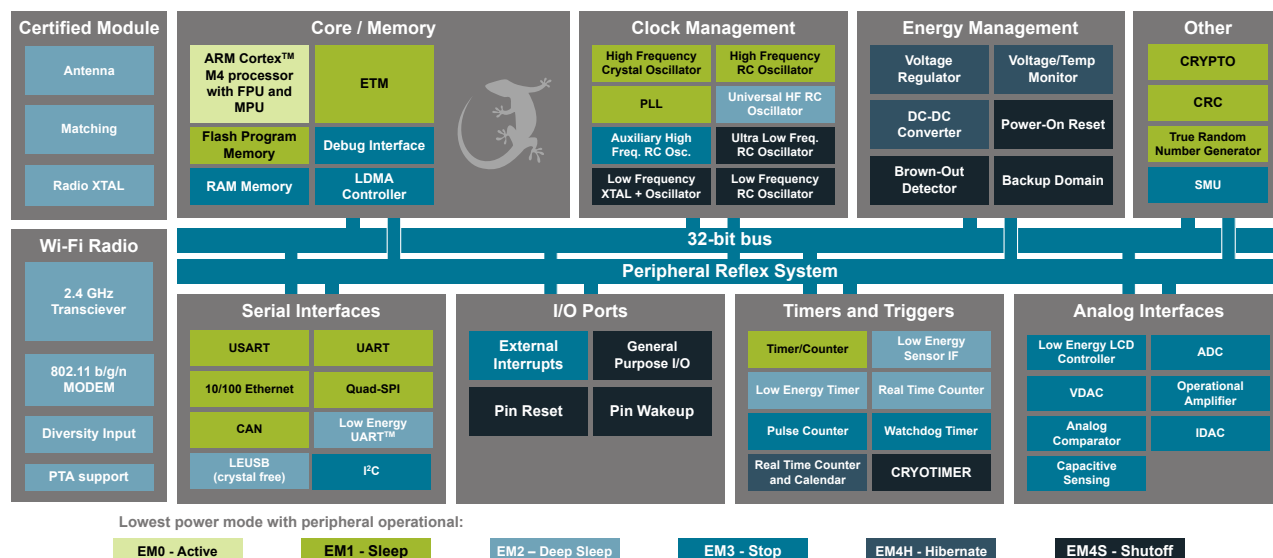 Certified Module
Antenna
Matching
Radio XTAL
Wi-Fi Radio
2.4 GHz
Transciever
802.11 b/g/n
MODEM
Diversity Input
PTA support
Core / Memory
ARM Cortex™
M4 processor
with FPU and
MPU
ETM
Flash Program
Memory
Debug Interface
RAM Memory
LDMA
Controller
Clock Management
High Frequency
Crystal Oscillator
High Frequency
RC Oscillator
PLL
Universal HF RC
Oscillator
Auxiliary High
Freq. RC Osc.
Ultra Low Freq.
RC Oscillator
Low Frequency
XTAL + Oscillator
Low Frequency
RC Oscillator
Energy Management
Voltage
Regulator
Voltage/Temp
Monitor
DC-DC
Converter
Power-On Reset
Brown-Out
Detector
Backup Domain
Other
CRYPTO
CRC
True Random
Number Generator
SMU
32-bit bus
Peripheral Reflex System
Serial Interfaces
USART
UART
10/100 Ethernet
Quad-SPI
CAN
Low Energy
UART™
LEUSB
(crystal free)
I²C
I/O Ports
External
Interrupts
General
Purpose I/O
Pin Reset
Pin Wakeup
Timers and Triggers
Timer/Counter
Low Energy
Sensor IF
Low Energy Timer
Real Time Counter
Pulse Counter
Watchdog Timer
Real Time Counter
and Calendar
CRYOTIMER
Analog Interfaces
Low Energy LCD
Controller
ADC
VDAC
Operational
Amplifier
Analog
Comparator
IDAC
Capacitive
Sensing
Lowest power mode with peripheral operational:
EM0 - Active
EM1 - Sleep
EM2 – Deep Sleep
EM3 - Stop
EM4H - Hibernate
EM4S - Shutoff